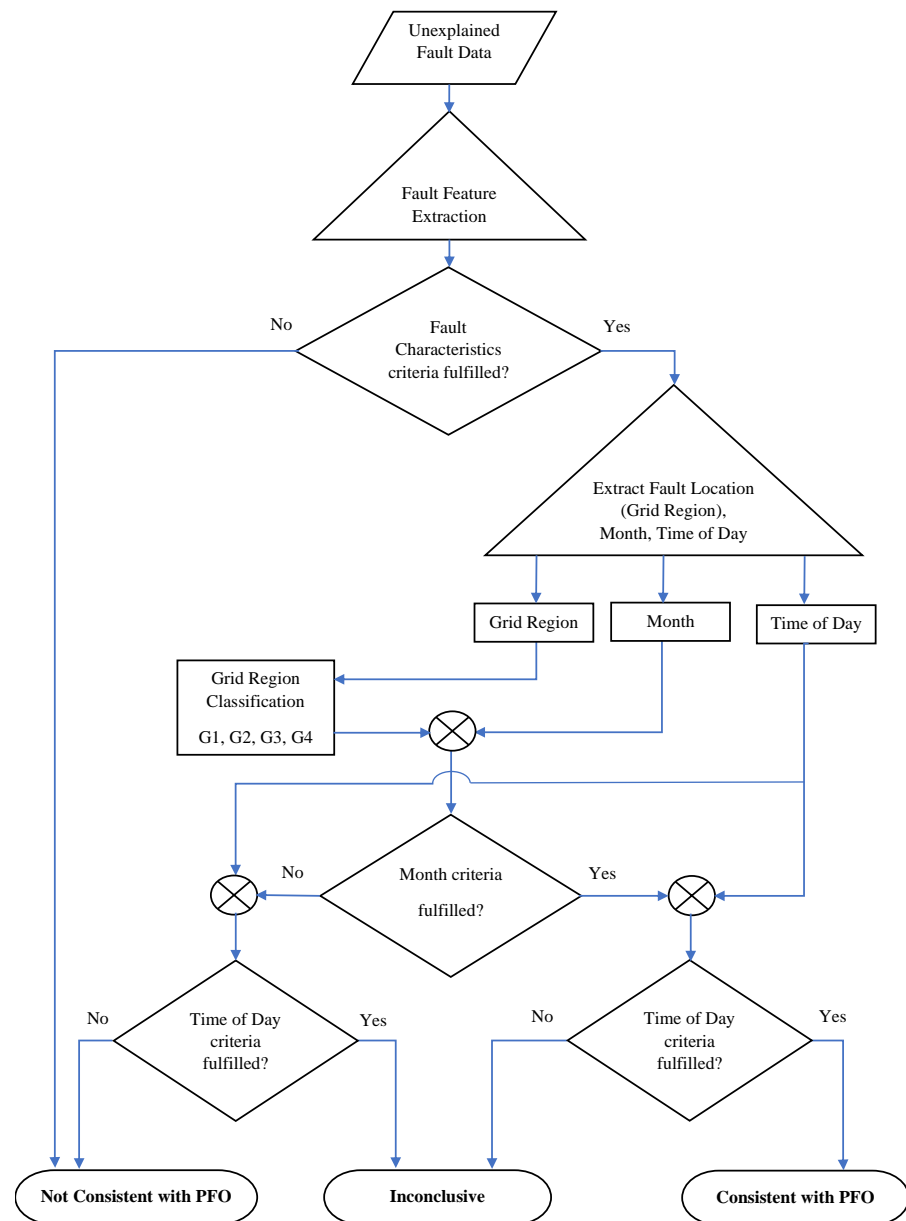 Unexplained
Fault Data
Fault Feature
Extraction
No
Yes
Fault
Characteristics
criteria fulfilled?
Extract Fault Location
(Grid Region),
Month, Time of Day
Grid Region
Month
Time of Day
Grid Region
Classification
G1, G2, G3, G4
No
Month criteria
fulfilled?
Yes
No
Time of Day
criteria
fulfilled?
Yes
No
Time of Day
criteria
fulfilled?
Yes
Not Consistent with PFO
Inconclusive
Consistent with PFO